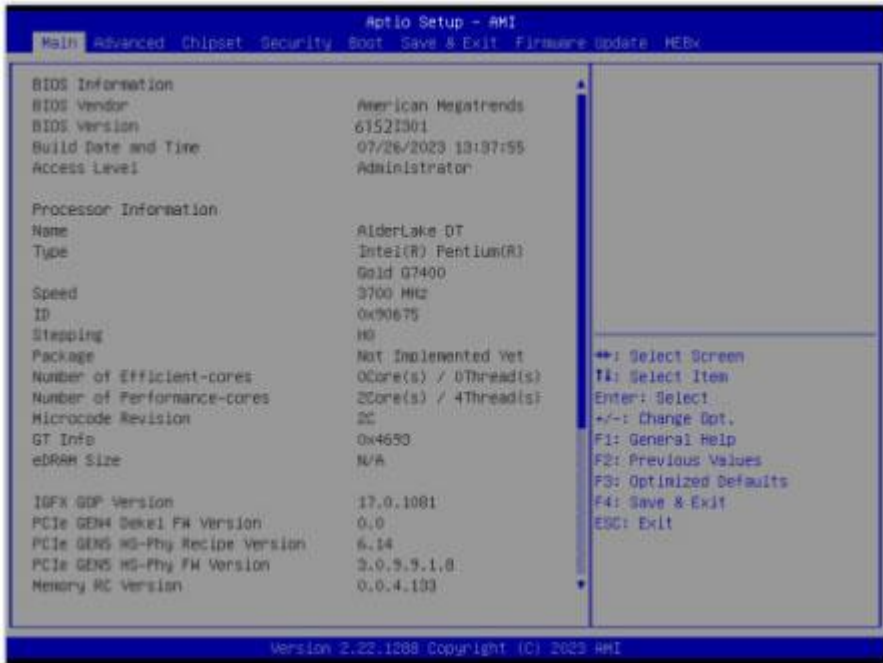 Aptio Setup - AMI
Main Advanced Chipset Security Boot Save & Exit Firmware Update MEBx
BIOS Information
BIOS Vendor American Megatrends
BIOS Version 6152I301
Build Date and Time 07/26/2023 13:37:55
Access Level Administrator
Processor Information
Name AlderLake DT
Type Intel(R) Pentium(R)
Gold G7400
Speed 3700 MHz
ID 0x90675
Stepping H0
Package Not Implemented Yet
Number of Efficient-cores 0Core(s) / 0Thread(s)
Number of Performance-cores 2Core(s) / 4Thread(s)
Microcode Revision 2C
GT Info 0x4693
eDRAM Size N/A
IGFX GOP Version 17.0.1081
PCIe GEN4 Dekel FW Version 0.0
PCIe GEN5 HS-Phy Recipe Version 6.14
PCIe GEN5 HS-Phy FW Version 3.0.9.9.1.8
Memory RC Version 0.0.4.133
↔: Select Screen
↑↓: Select Item
Enter: Select
+/-: Change Opt.
F1: General Help
F2: Previous Values
F3: Optimized Defaults
F4: Save & Exit
ESC: Exit
Version 2.22.1288 Copyright (C) 2023 AMI